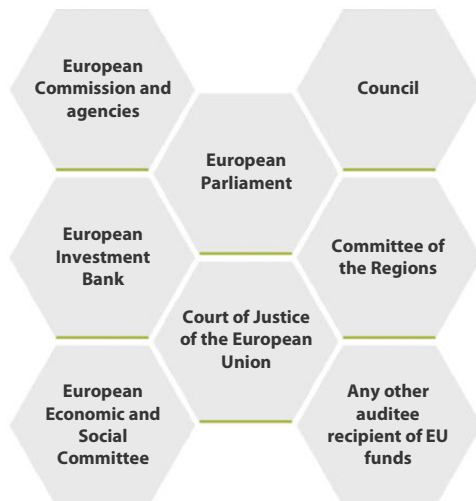 European
Commission and
agencies
Council
European
Parliament
European
Investment
Bank
Committee of
the Regions
Court of Justice
of the European
Union
European
Economic and
Social
Committee
Any other
auditee
recipient of EU
funds